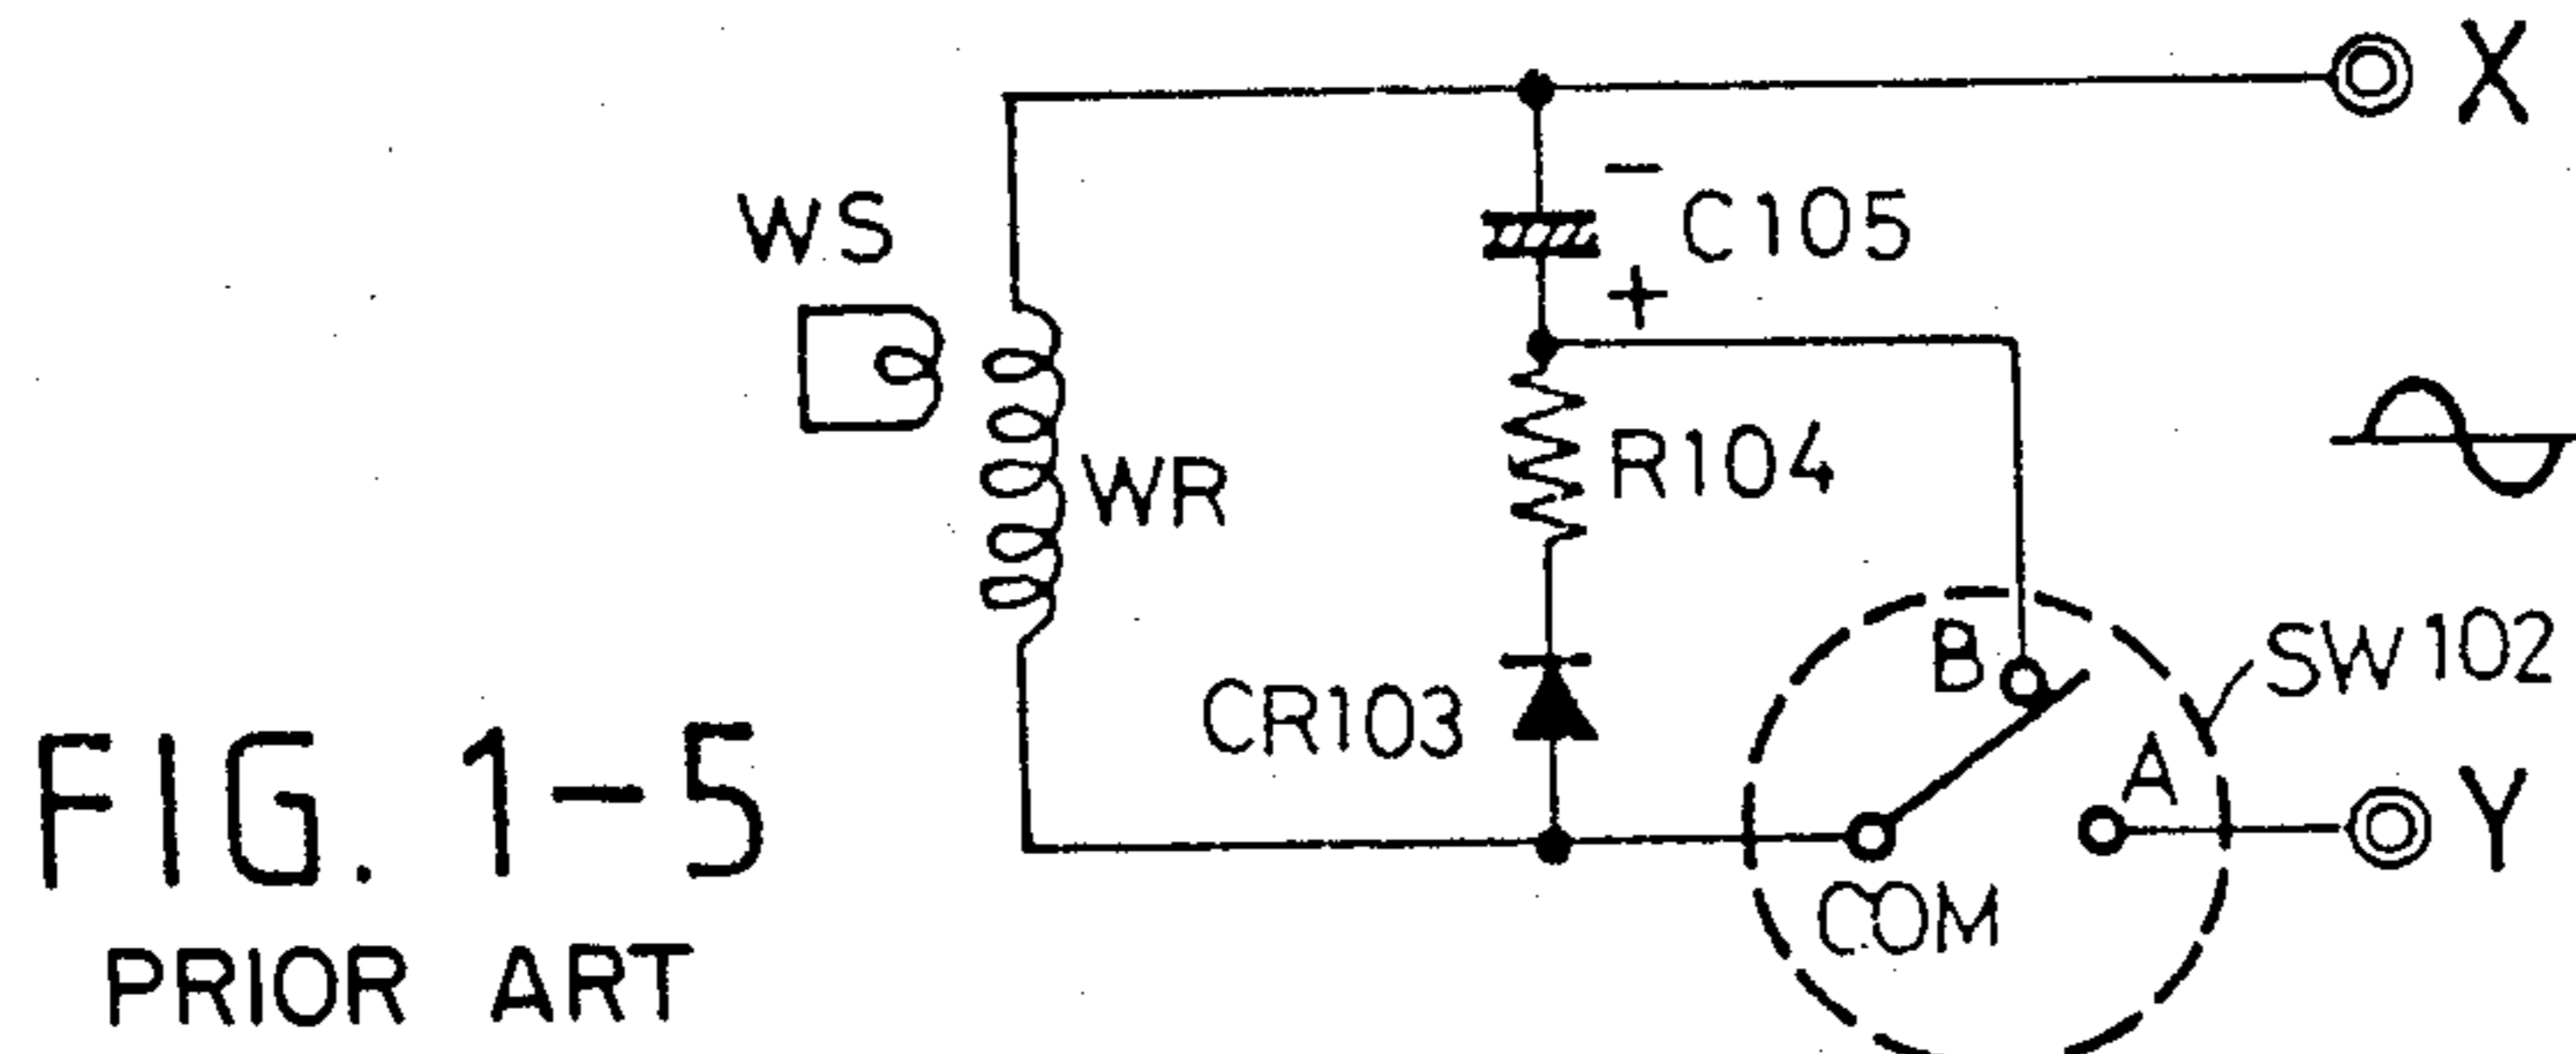 X
WS
−
C105
+
R104
WR
B
SW102
CR103
A
Y
COM
FIG. 1-5
PRIOR ART